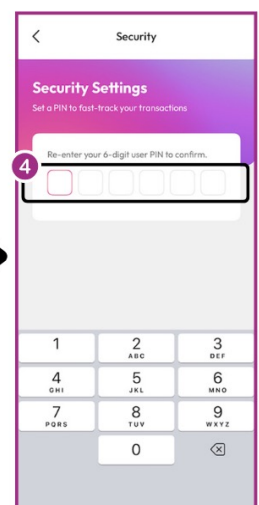 Security
Security Settings
Set a PIN to fast-track your transactions
Re-enter your 6-digit user PIN to confirm.
4
1 2 3
ABC DEF
4 5 6
GHI JKL MNO
7 8 9
PQRS TUV WXYZ
0